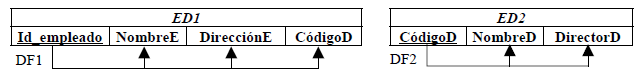 ED1
Id_empleado NombreE DirecciónE CódigoD
DF1
ED2
CódigoD NombreD DirectorD
DF2